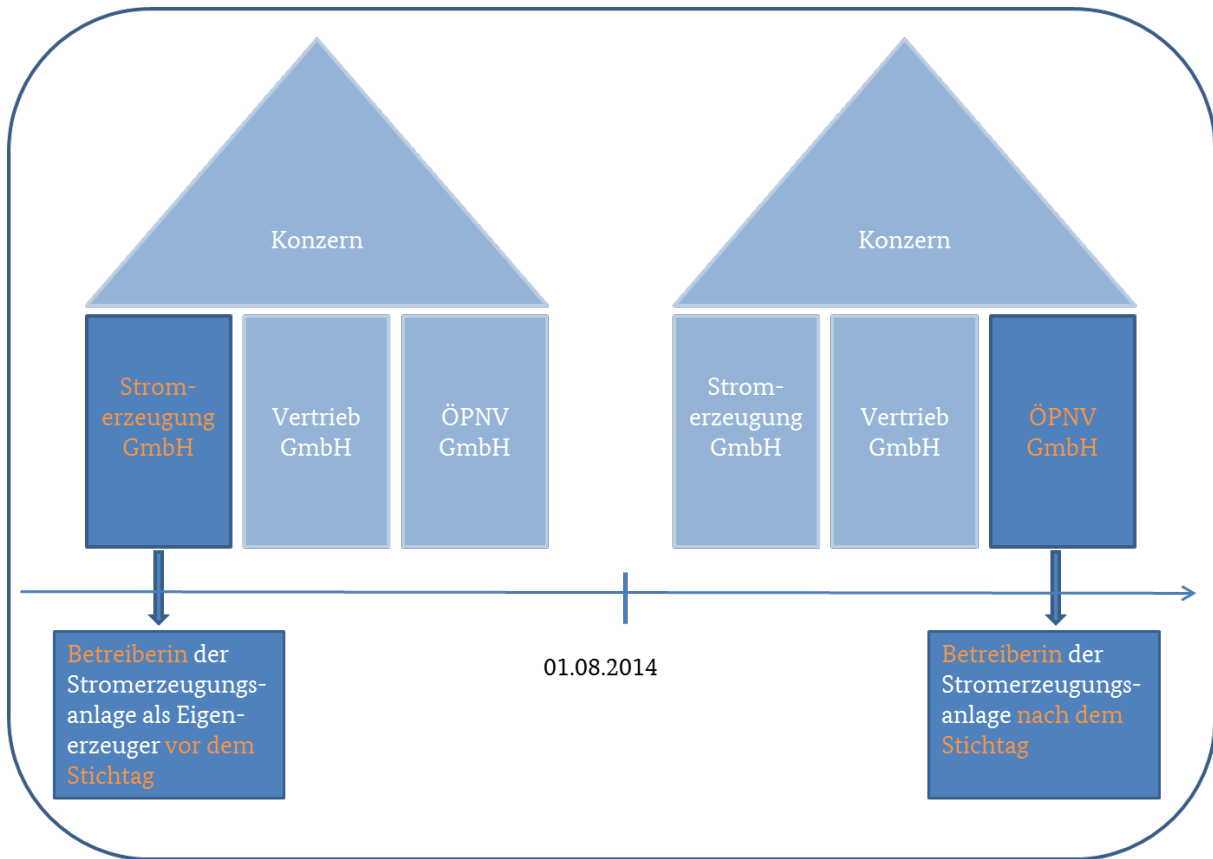 Konzern
Strom-
erzeugung
GmbH
Vertrieb
GmbH
ÖPNV
GmbH
Betreiberin der
Stromerzeugungs-
anlage als Eigen-
erzeuger vor dem
Stichtag
01.08.2014
Konzern
Strom-
erzeugung
GmbH
Vertrieb
GmbH
ÖPNV
GmbH
Betreiberin der
Stromerzeugungs-
anlage nach dem
Stichtag